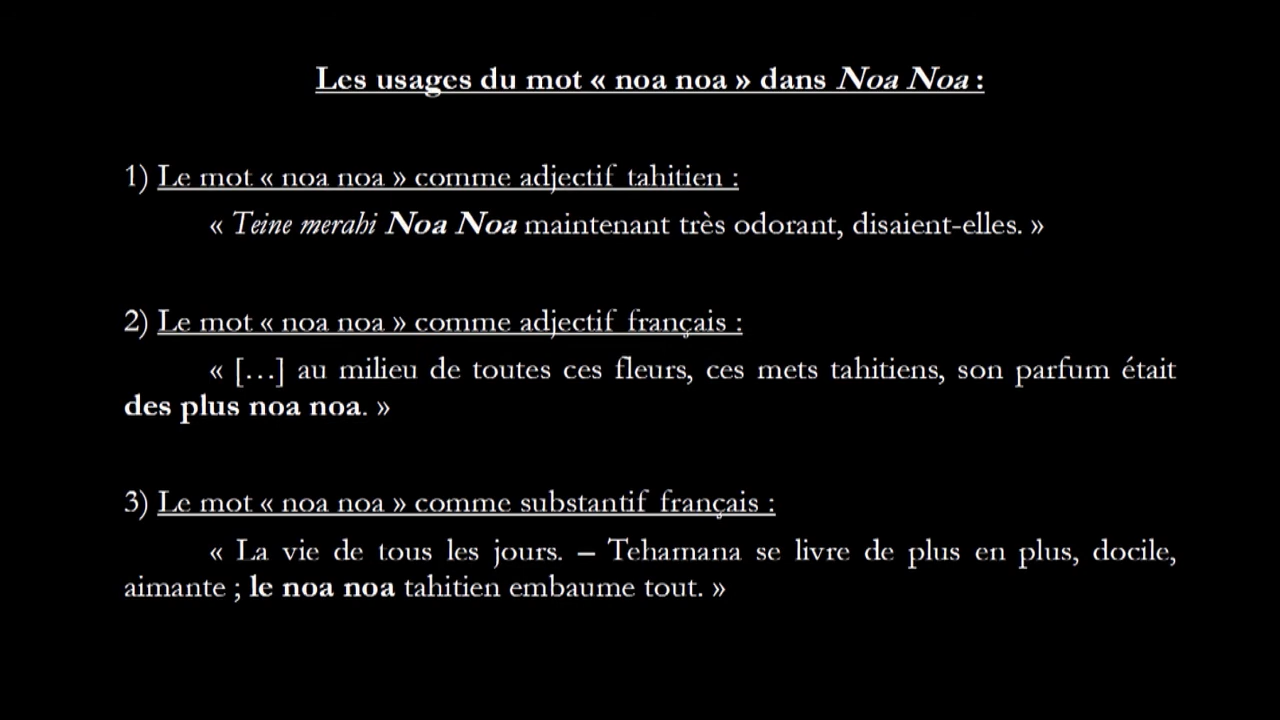 Les usages du mot « noa noa » dans Noa Noa :
1) Le mot « noa noa » comme adjectif tahitien :
« Teine merahi Noa Noa maintenant très odorant, disaient-elles. »
2) Le mot « noa noa » comme adjectif français :
« […] au milieu de toutes ces fleurs, ces mets tahitiens, son parfum était
des plus noa noa. »
3) Le mot « noa noa » comme substantif français :
« La vie de tous les jours. – Tehamana se livre de plus en plus, docile,
aimante ; le noa noa tahitien embaume tout. »